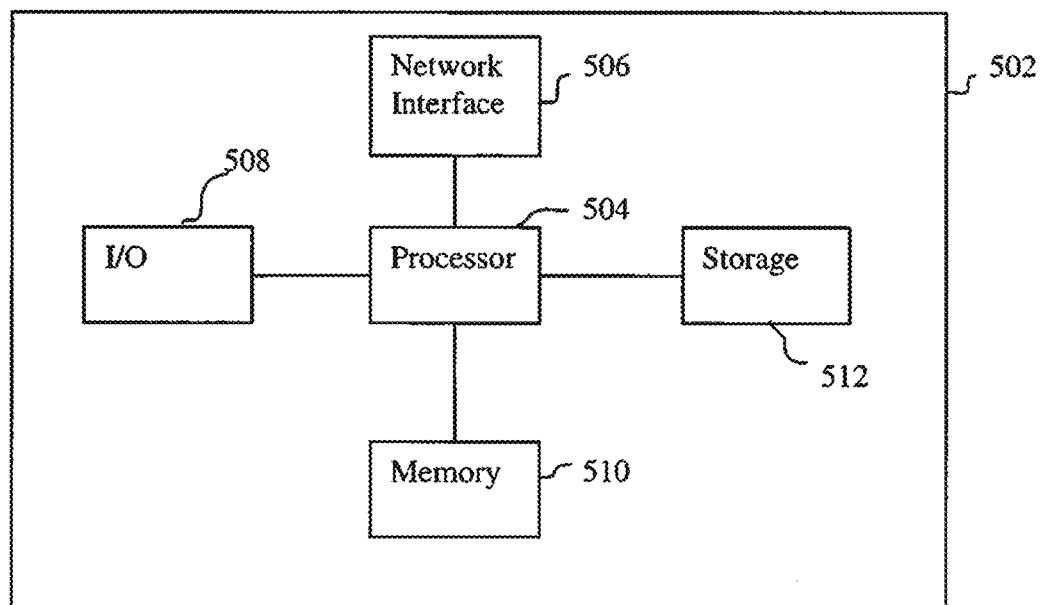 Network
Interface
506
502
508
504
I/O
Processor
Storage
512
Memory
510